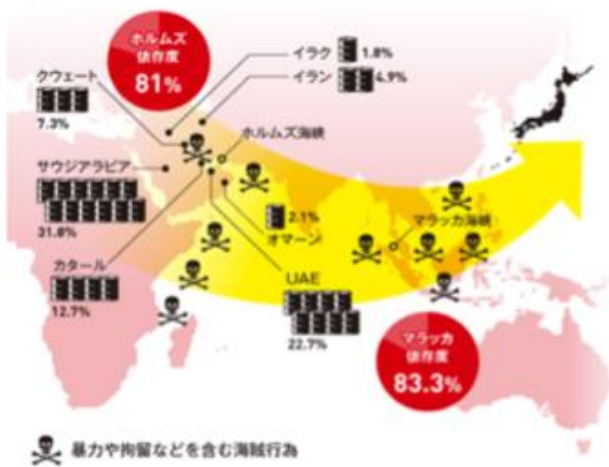 ホルムズ
依存度
81%
イラク 1.8%
イラン 4.9%
クウェート
7.3%
ホルムズ海峡
サウジアラビア
31.8%
2.1%
オマーン
マラッカ海峡
カタール
12.7%
UAE
22.7%
マラッカ
依存度
83.3%
暴力や拘留などを含む海賊行為